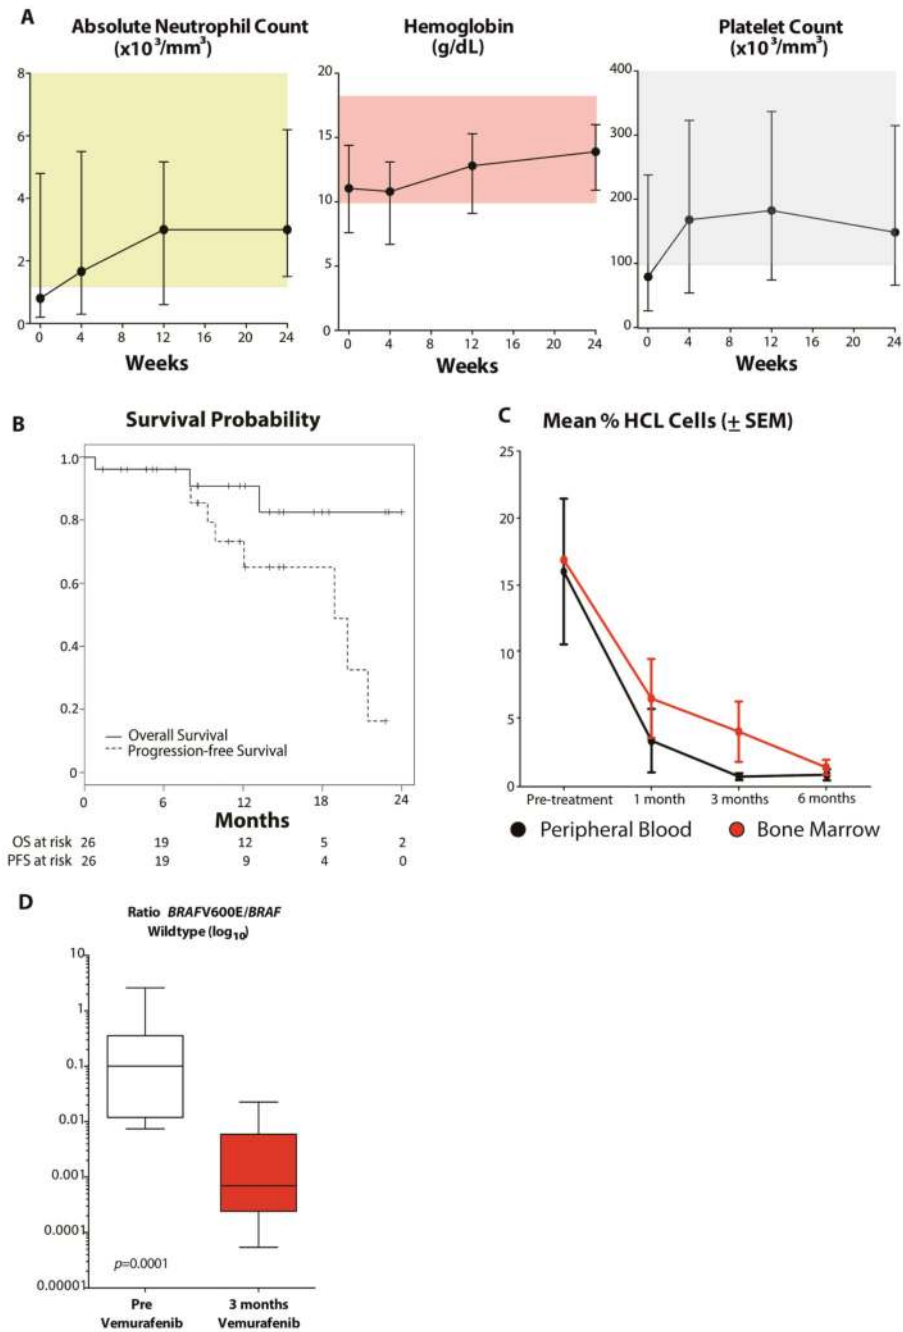 A
Absolute Neutrophil Count
(x10³/mm³)
8
6
4
2
0
0 4 8 12 16 20 24
Weeks
Hemoglobin
(g/dL)
20
15
10
5
0
0 4 8 12 16 20 24
Weeks
Platelet Count
(x10³/mm³)
400
300
200
100
0
0 4 8 12 16 20 24
Weeks
B
Survival Probability
1.0
0.8
0.6
0.4
0.2
0
Overall Survival
Progression-free Survival
0 6 12 18 24
Months
OS at risk 26 19 12 5 2
PFS at risk 26 19 9 4 0
C
Mean % HCL Cells (± SEM)
25
20
15
10
5
0
Pre-treatment 1 month 3 months 6 months
Peripheral Blood Bone Marrow
D
Ratio BRAFV600E/BRAF
Wildtype (log₁₀)
10
1
0.1
0.01
0.001
0.0001
0.00001
p=0.0001
Pre
Vemurafenib
3 months
Vemurafenib